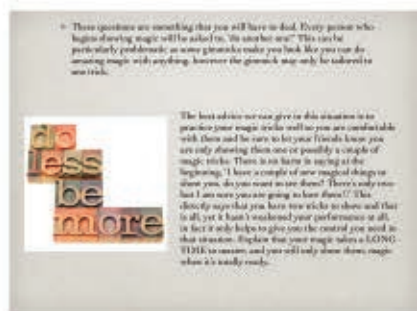 These questions are something that you will have to deal. Every person who
begins showing magic will be asked to, 'do another one!' This can be
particularly problematic as some gimmicks make you look like you can do
amazing magic with anything, however the gimmick may only be tailored to
one trick.
do
less
be
more
The best advice we can give in this situation is to
practice your magic tricks well so you are comfortable
with them and be sure to let your friends know you
are only showing them one or possibly a couple of
magic tricks. There is no harm in saying at the
beginning, 'I have a couple of new magical things to
show you, do you want to see them? There's only two
but I am sure you are going to love them!!' This
directly says that you have two tricks to show and that
is all, yet it hasn't weakened your performance at all,
in fact it only helps to give you the control you need in
that situation. Explain that your magic takes a LONG
TIME to master, and you will only show them, magic
when it's totally ready.